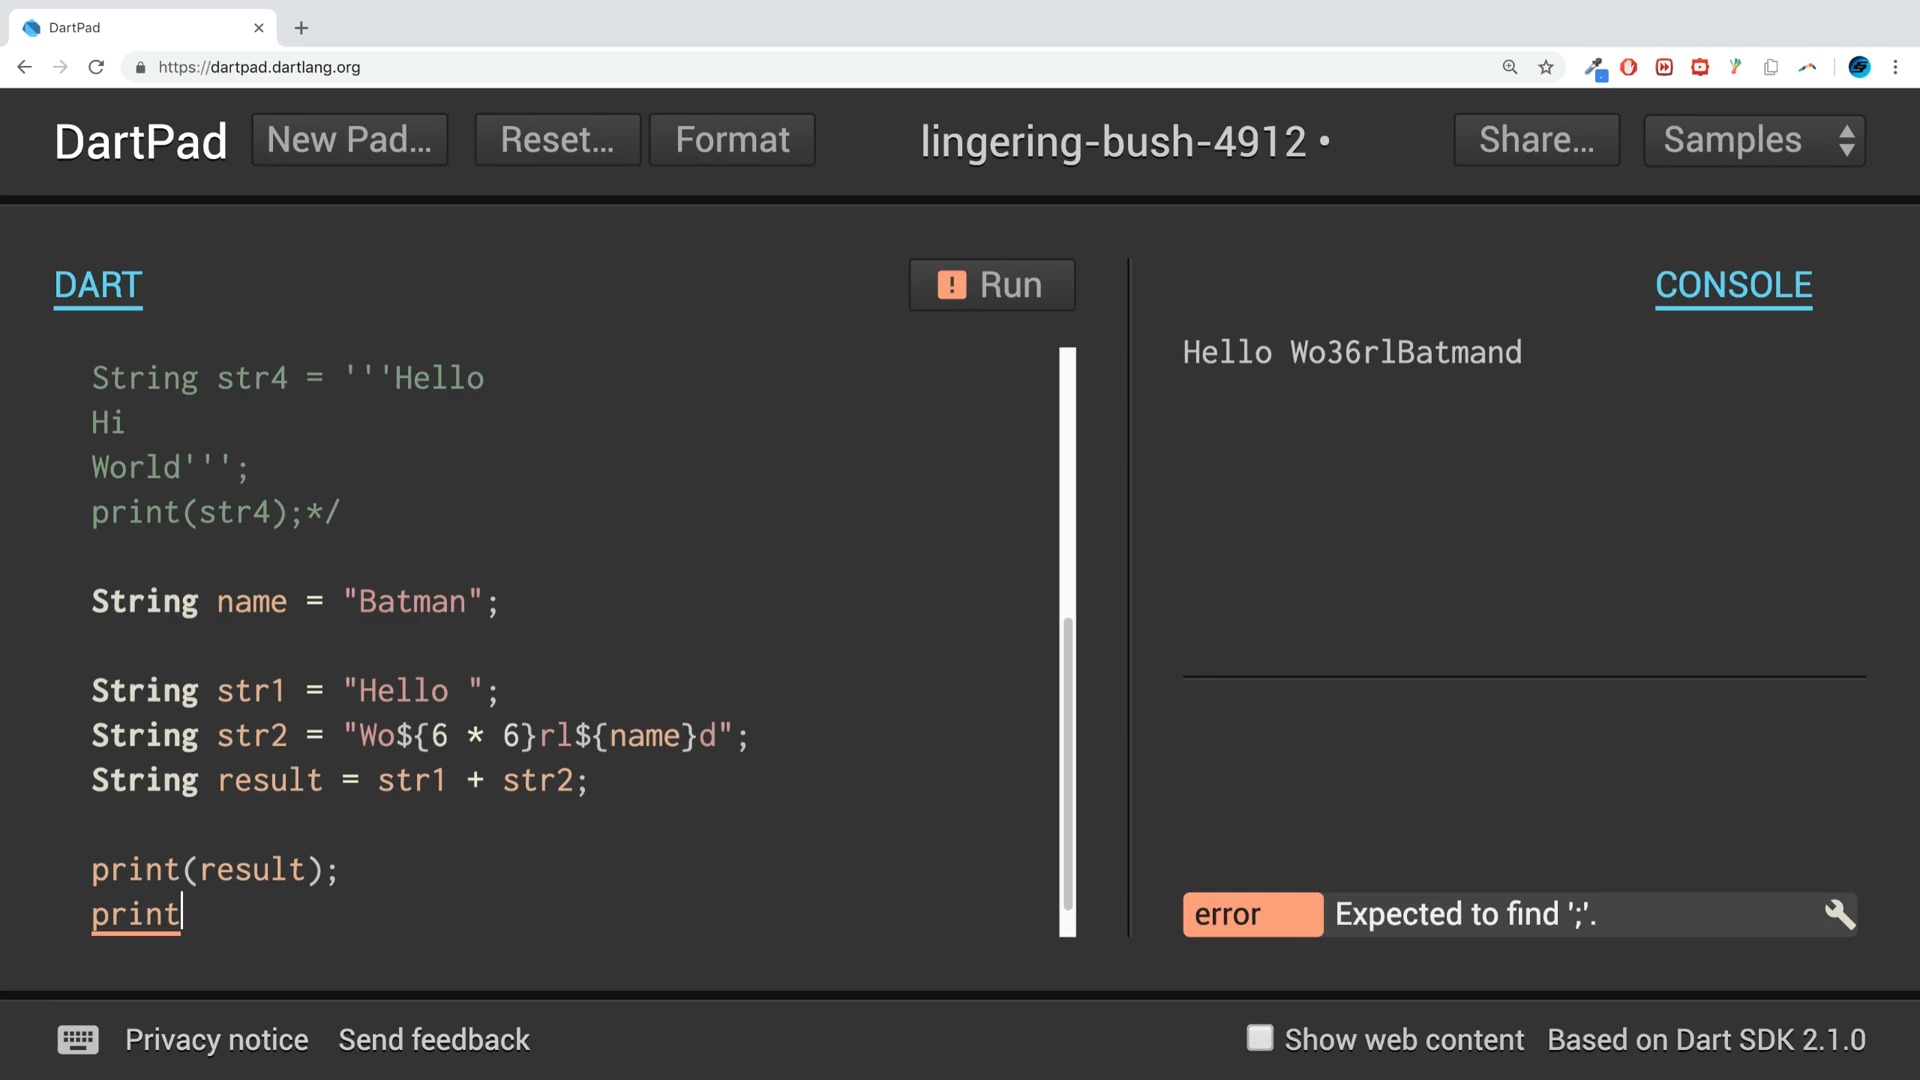 DartPad
https://dartpad.dartlang.org
DartPad
New Pad...
Reset...
Format
lingering-bush-4912 •
Share...
Samples
DART
! Run
CONSOLE
String str4 = '''Hello
Hi
World''';
print(str4);*/
String name = "Batman";
String str1 = "Hello ";
String str2 = "Wo${6 * 6}rl${name}d";
String result = str1 + str2;
print(result);
print
Hello Wo36rlBatmand
error Expected to find ';'.
Privacy notice
Send feedback
Show web content
Based on Dart SDK 2.1.0